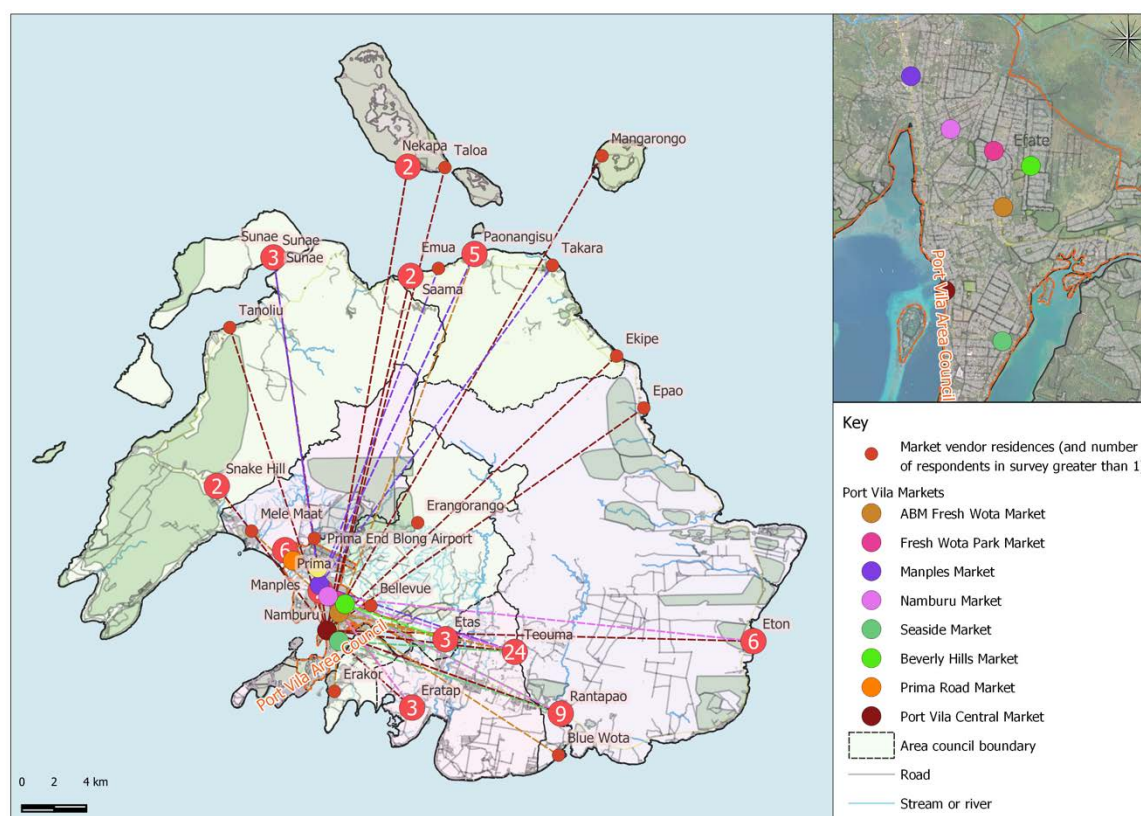 Nekapa
2
Taloa
Mangarongo
Sunae
Sunae
3
Sunae
Emua
Paonangisu
5
Takara
2
Saama
Tanoliu
Ekipe
Epao
Snake Hill
2
Mele Maat
Erangorango
Prima End Blong Airport
6
Prima
Manples
Bellevue
Namburu
Etas
3
Teouma
24
Eton
6
Port Vila Area Council
Erakor
Eratap
3
Rantapao
9
Blue Wota
0 2 4 km
Efate
Port Vila Area Council
Key
Market vendor residences (and number
of respondents in survey greater than 1)
Port Vila Markets
ABM Fresh Wota Market
Fresh Wota Park Market
Manples Market
Namburu Market
Seaside Market
Beverly Hills Market
Prima Road Market
Port Vila Central Market
Area council boundary
Road
Stream or river